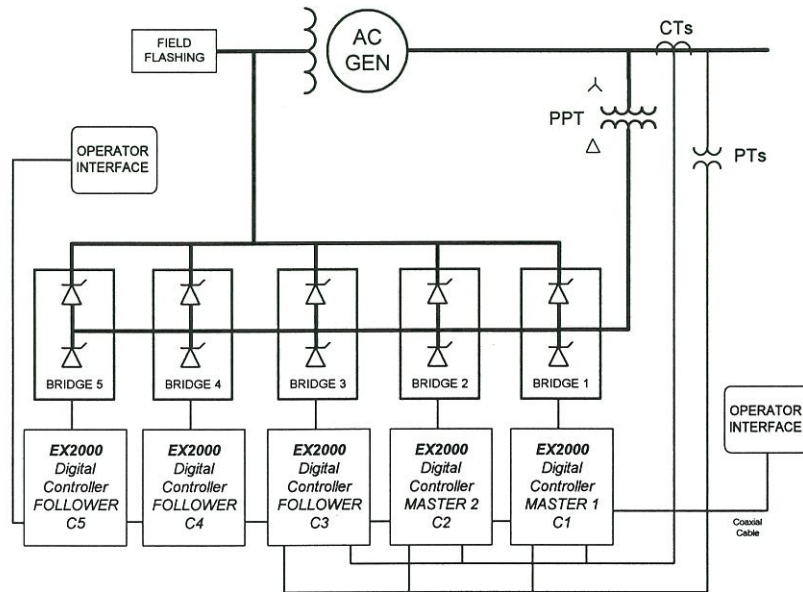 FIELD
FLASHING
AC
GEN
CTs
PPT
PTs
OPERATOR
INTERFACE
BRIDGE 5
BRIDGE 4
BRIDGE 3
BRIDGE 2
BRIDGE 1
OPERATOR
INTERFACE
EX2000
Digital
Controller
FOLLOWER
C5
EX2000
Digital
Controller
FOLLOWER
C4
EX2000
Digital
Controller
FOLLOWER
C3
EX2000
Digital
Controller
MASTER 2
C2
EX2000
Digital
Controller
MASTER 1
C1
Coaxial
Cable